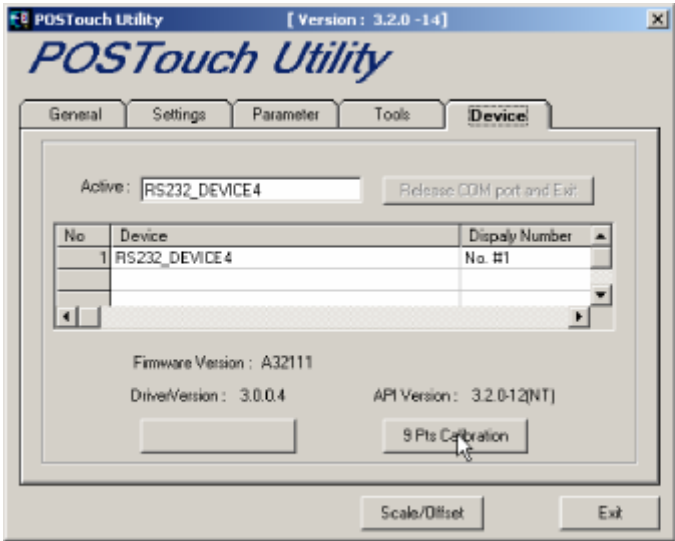 POSTouch Utility [ Version : 3.2.0 -14]
POSTouch Utility
General Settings Parameter Tools Device
Active : RS232_DEVICE4 Release COM port and Exit
No Device Dispaly Number
1 RS232_DEVICE4 No. #1
Firmware Version : A32111
DriverVersion : 3.0.0.4 API Version : 3.2.0-12(NT)
9 Pts Calibration
Scale/Offset Exit